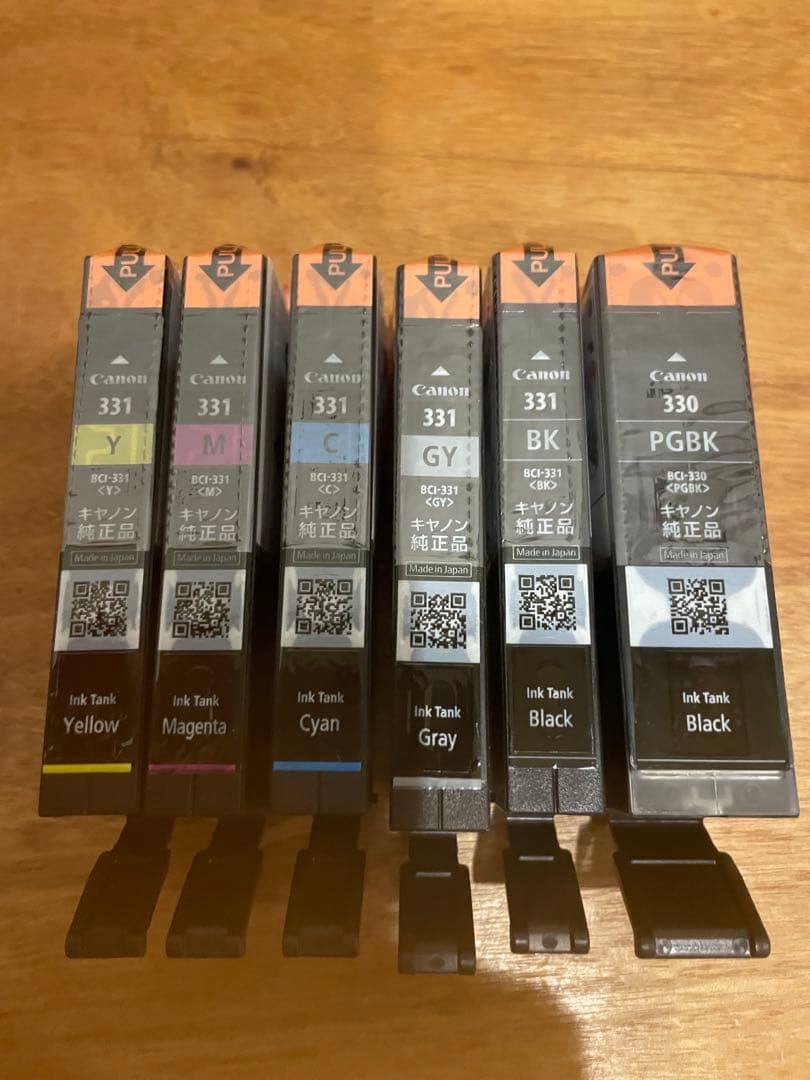 PULL
Canon
331
Y
BCI-331
<Y>
キヤノン
純正品
Made in Japan
Ink Tank
Yellow
PULL
Canon
331
M
BCI-331
<M>
キヤノン
純正品
Made in Japan
Ink Tank
Magenta
PULL
Canon
331
C
BCI-331
<C>
キヤノン
純正品
Made in Japan
Ink Tank
Cyan
PULL
Canon
331
GY
BCI-331
<GY>
キヤノン
純正品
Made in Japan
Ink Tank
Gray
PULL
Canon
331
BK
BCI-331
<BK>
キヤノン
純正品
Made in Japan
Ink Tank
Black
PULL
Canon
330
PGBK
BCI-330
<PGBK>
キヤノン
純正品
Made in Japan
Ink Tank
Black